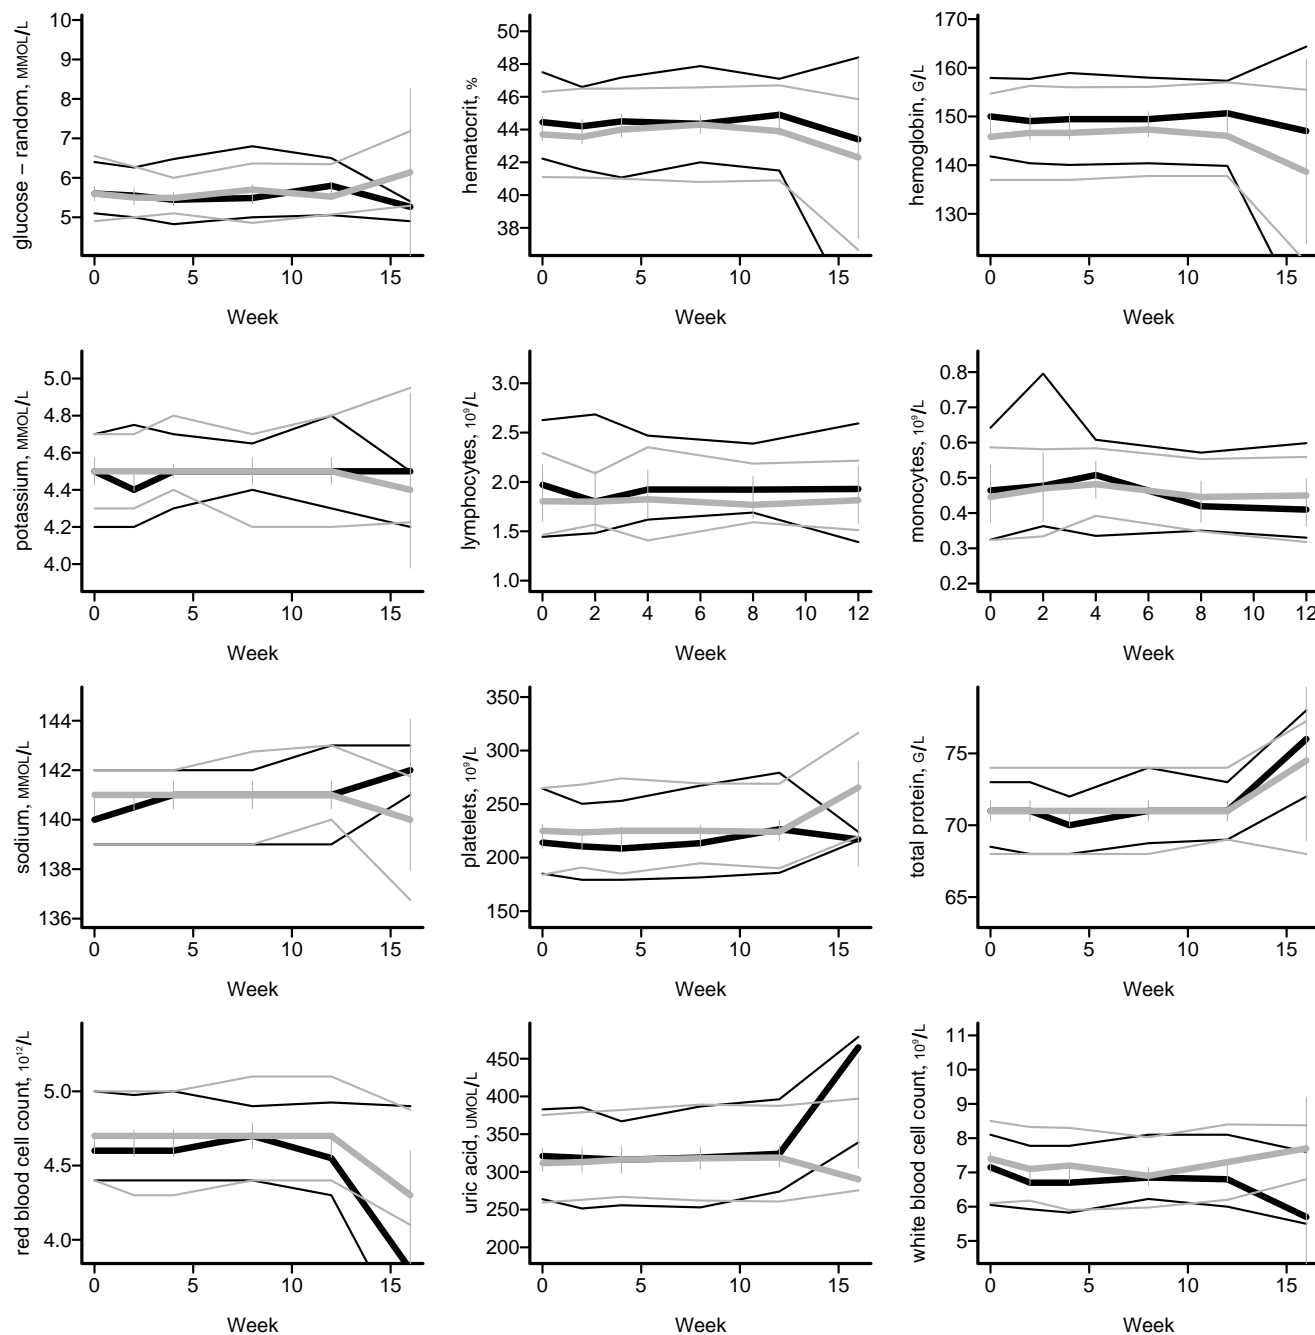 glucose − random, MMOL/L
10
9
8
7
6
5
0 5 10 15
Week
hematocrit, %
50
48
46
44
42
40
38
0 5 10 15
Week
hemoglobin, G/L
170
160
150
140
130
0 5 10 15
Week
potassium, MMOL/L
5.0
4.8
4.6
4.4
4.2
4.0
0 5 10 15
Week
lymphocytes, 10⁹/L
3.0
2.5
2.0
1.5
1.0
0 2 4 6 8 10 12
Week
monocytes, 10⁹/L
0.8
0.7
0.6
0.5
0.4
0.3
0.2
0 2 4 6 8 10 12
Week
sodium, MMOL/L
144
142
140
138
136
0 5 10 15
Week
platelets, 10⁹/L
350
300
250
200
150
0 5 10 15
Week
total protein, G/L
75
70
65
0 5 10 15
Week
red blood cell count, 10¹²/L
5.0
4.5
4.0
0 5 10 15
Week
uric acid, UMOL/L
450
400
350
300
250
200
0 5 10 15
Week
white blood cell count, 10⁹/L
11
10
9
8
7
6
5
0 5 10 15
Week